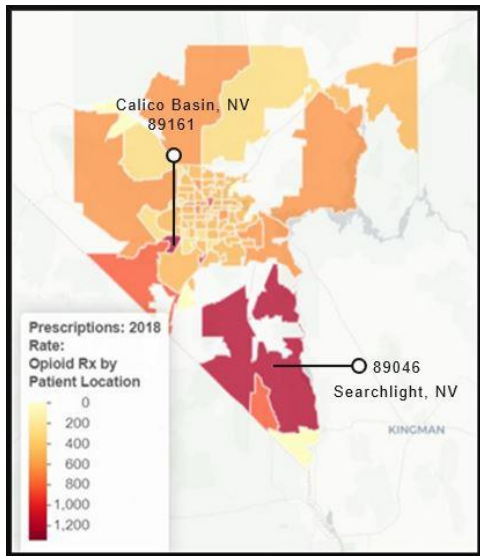 Calico Basin, NV
89161
Prescriptions: 2018
Rate:
Opioid Rx by
Patient Location
0
200
400
600
800
1,000
1,200
89046
Searchlight, NV
KINGMAN